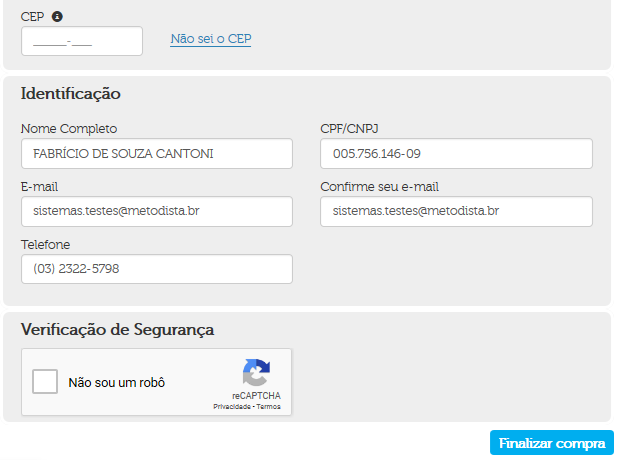 CEP
_____-___ Não sei o CEP
Identificação
Nome Completo CPF/CNPJ
FABRÍCIO DE SOUZA CANTONI 005.756.146-09
E-mail Confirme seu e-mail
sistemas.testes@metodista.br sistemas.testes@metodista.br
Telefone
(03) 2322-5798
Verificação de Segurança
Não sou um robô
reCAPTCHA
Privacidade - Termos
Finalizar compra